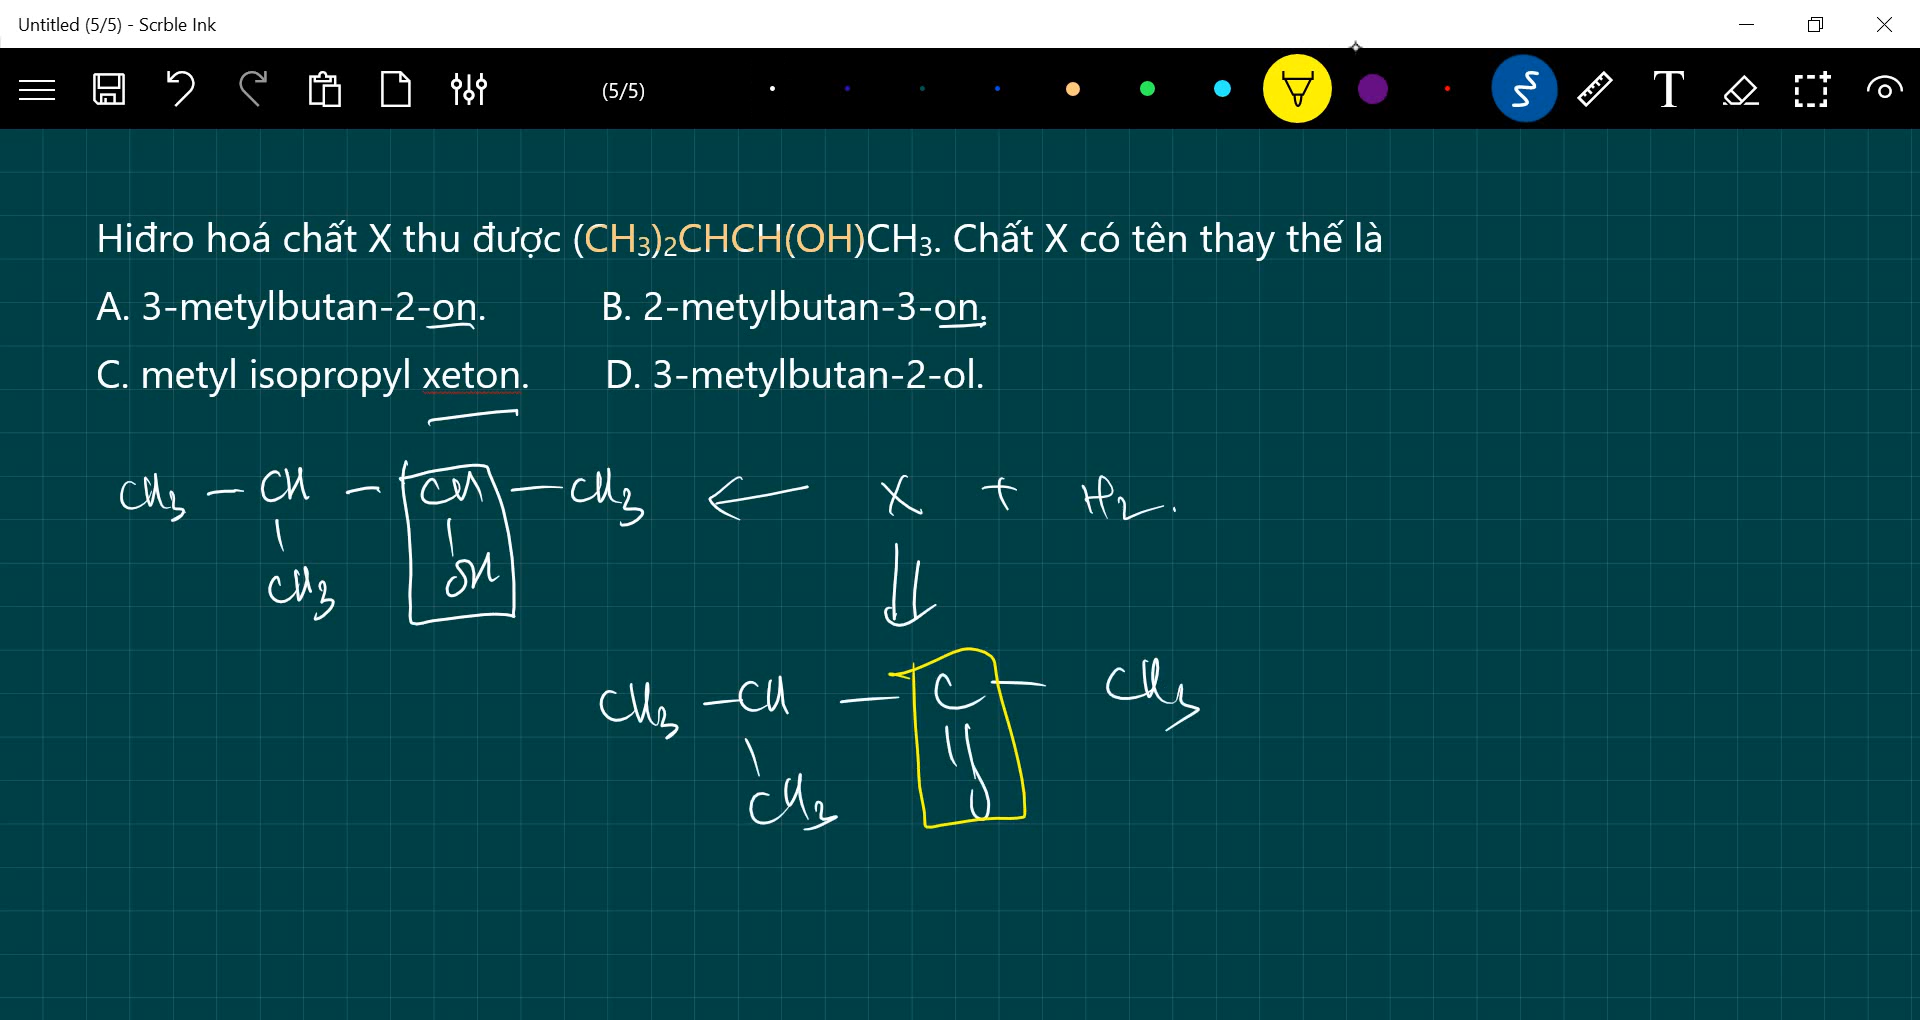 Untitled (5/5) - Scrble Ink
(5/5)
T
Hiđro hoá chất X thu được (CH₃)₂CHCH(OH)CH₃. Chất X có tên thay thế là
A. 3-metylbutan-2-on. B. 2-metylbutan-3-on.
C. metyl isopropyl xeton. D. 3-metylbutan-2-ol.
CH₃ - CH - CH - CH₃ ← X + H₂.
OH
CH₃
CH₃ - CH - C - CH₃
O
CH₃